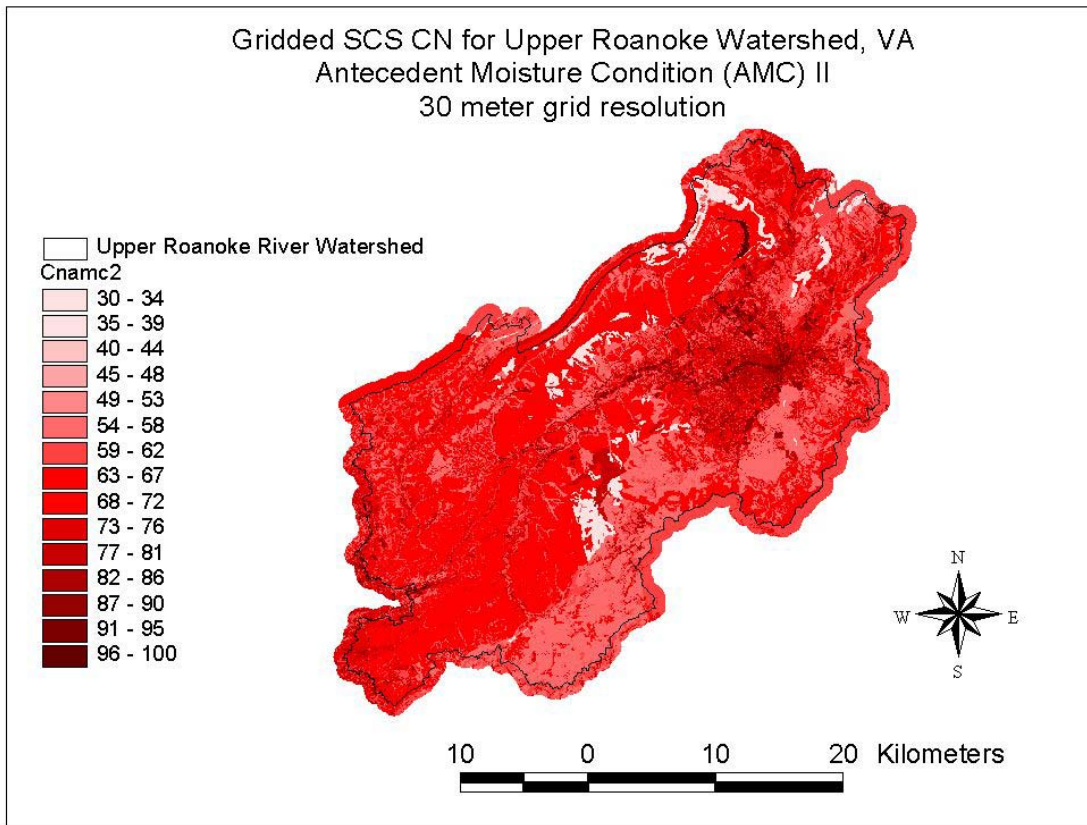 Gridded SCS CN for Upper Roanoke Watershed, VA
Antecedent Moisture Condition (AMC) II
30 meter grid resolution
Upper Roanoke River Watershed
Cnamc2
30 - 34
35 - 39
40 - 44
45 - 48
49 - 53
54 - 58
59 - 62
63 - 67
68 - 72
73 - 76
77 - 81
82 - 86
87 - 90
91 - 95
96 - 100
N
W E
S
10 0 10 20 Kilometers